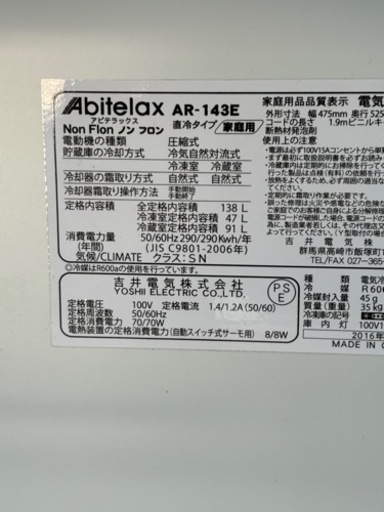 Abitelax AR-143E
アビテラックス
Non Flon ノンフロン 直冷タイプ 家庭用
電動機の種類 圧縮式
貯蔵庫の冷却方式 冷気自然対流式
冷凍室 冷蔵室
冷却器の霜取り方式 自然式 自然式
冷却器霜取り操作方法 手動開始 手動終了
定格内容積 全定格内容積 138 L
冷凍室定格内容積 47 L
冷蔵室定格内容積 91 L
消費電力量 50/60Hz 290/290 Kwh/年
(年間) (JIS C9801-2006年)
気候/CLIMATE クラス:SN
◎冷媒はR600aの使用を行っています。
吉井電気株式会社
YOSHII ELECTRIC CO.,LTD.
PSE
定格電圧 100V 1.4/1.2A (50/60)
定格周波数 50/60Hz
定格消費電力 70/70W
定格消費電力 (自動スイッチ式サーモ用) 8/8W
家庭用品品質表示 電気
外形寸法 幅475mm 奥行525
コードの長さ 1.9mビニルキ
断熱材発泡剤
使用上の注意
吉井電
群馬県高崎市飯塚町1
TEL/FAX 027-365-
種類 電気冷
冷媒 R600
冷媒封入量 45g
質量 35k
冷凍庫の記号
庫内灯 100V1
2016年
MADE IN C